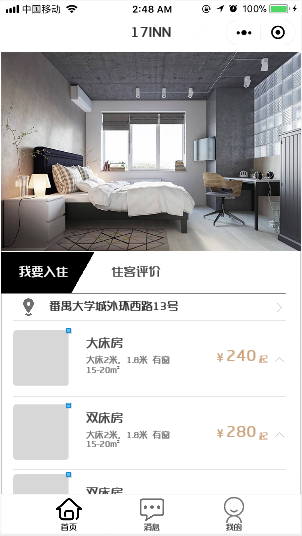 中国移动 2:48 AM 100%
17INN
我要入住 住客评价
番禺大学城外环西路13号
大床房
大床2米，1.8米 有窗
15-20m²
¥240起
双床房
大床2米，1.8米 有窗
15-20m²
¥280起
双床房
首页 消息 我的